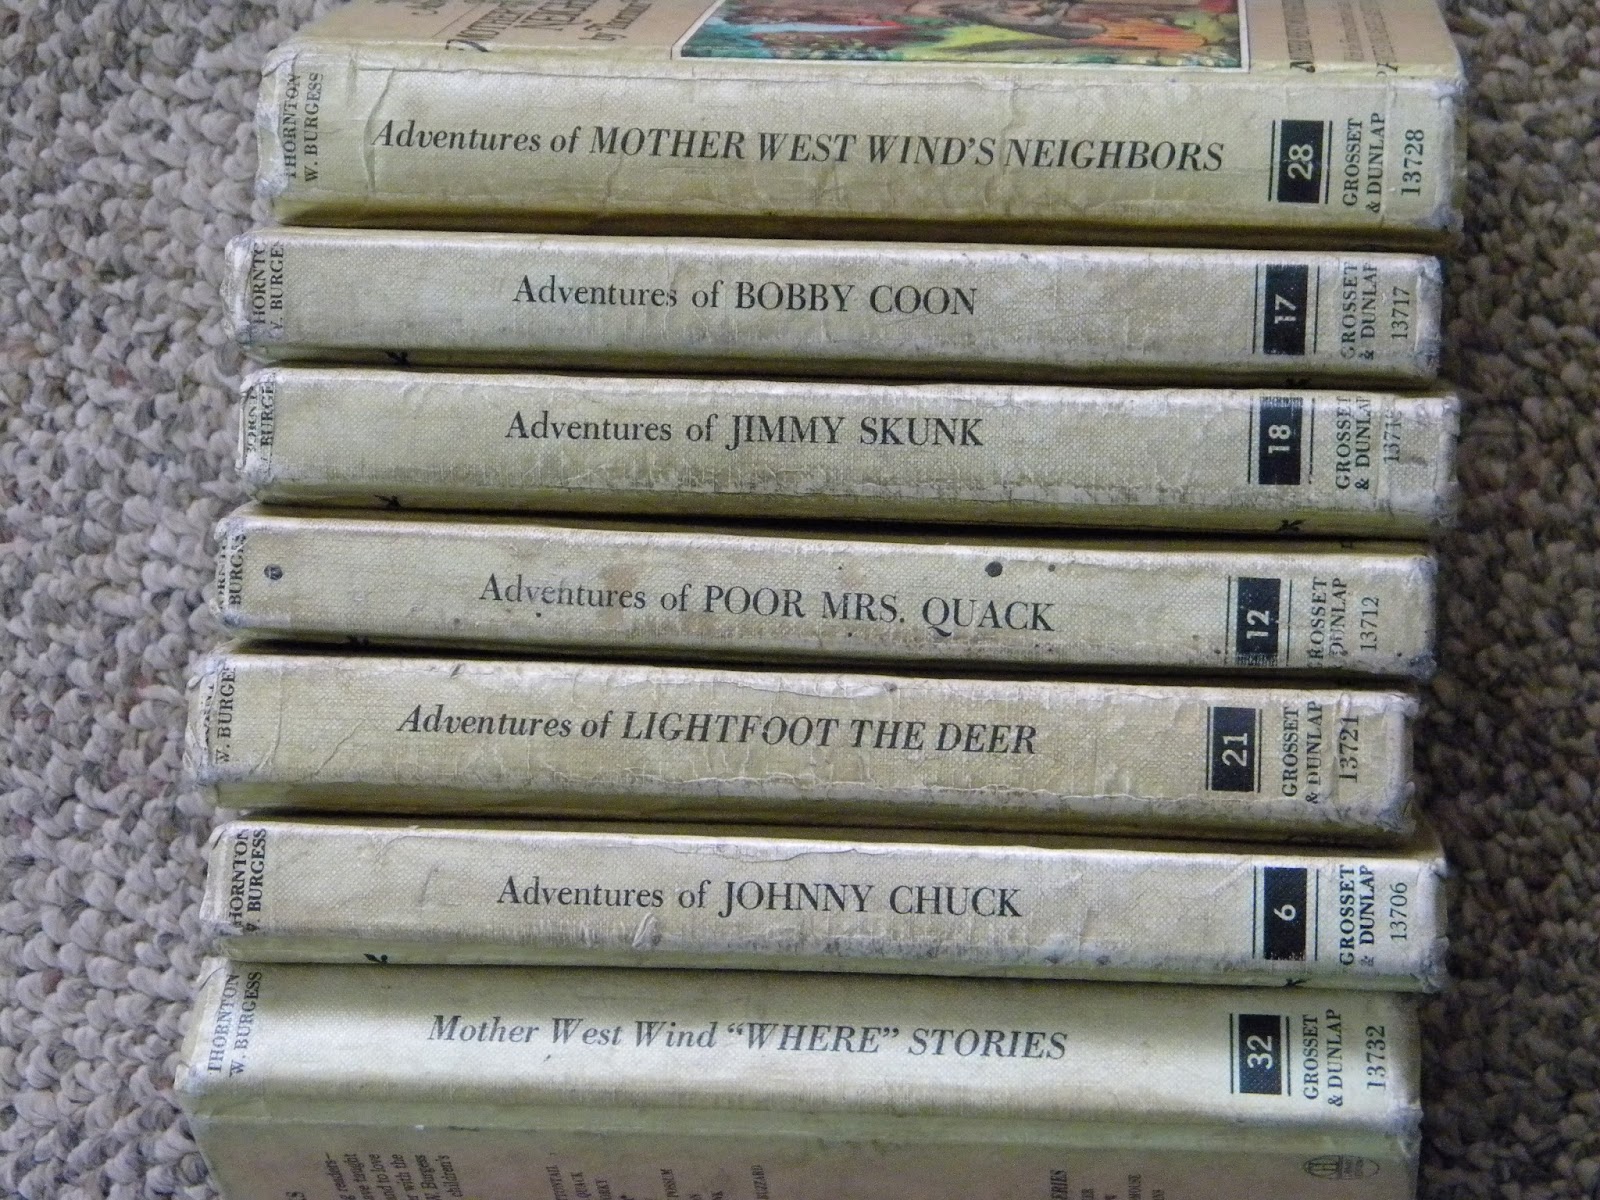 THORNTON
W. BURGESS
Adventures of MOTHER WEST WIND'S NEIGHBORS
28
GROSSET
& DUNLAP
13728
Adventures of BOBBY COON
17
GROSSET
& DUNLAP
13717
Adventures of JIMMY SKUNK
18
GROSSET
& DUNLAP
Adventures of POOR MRS. QUACK
12
GROSSET
& DUNLAP
13712
W. BURGE
Adventures of LIGHTFOOT THE DEER
21
GROSSET
& DUNLAP
13721
HORNTON
BURGESS
Adventures of JOHNNY CHUCK
6
GROSSET
& DUNLAP
13706
THORNTON
W. BURGESS
Mother West Wind "WHERE" STORIES
32
GROSSET
& DUNLAP
13732